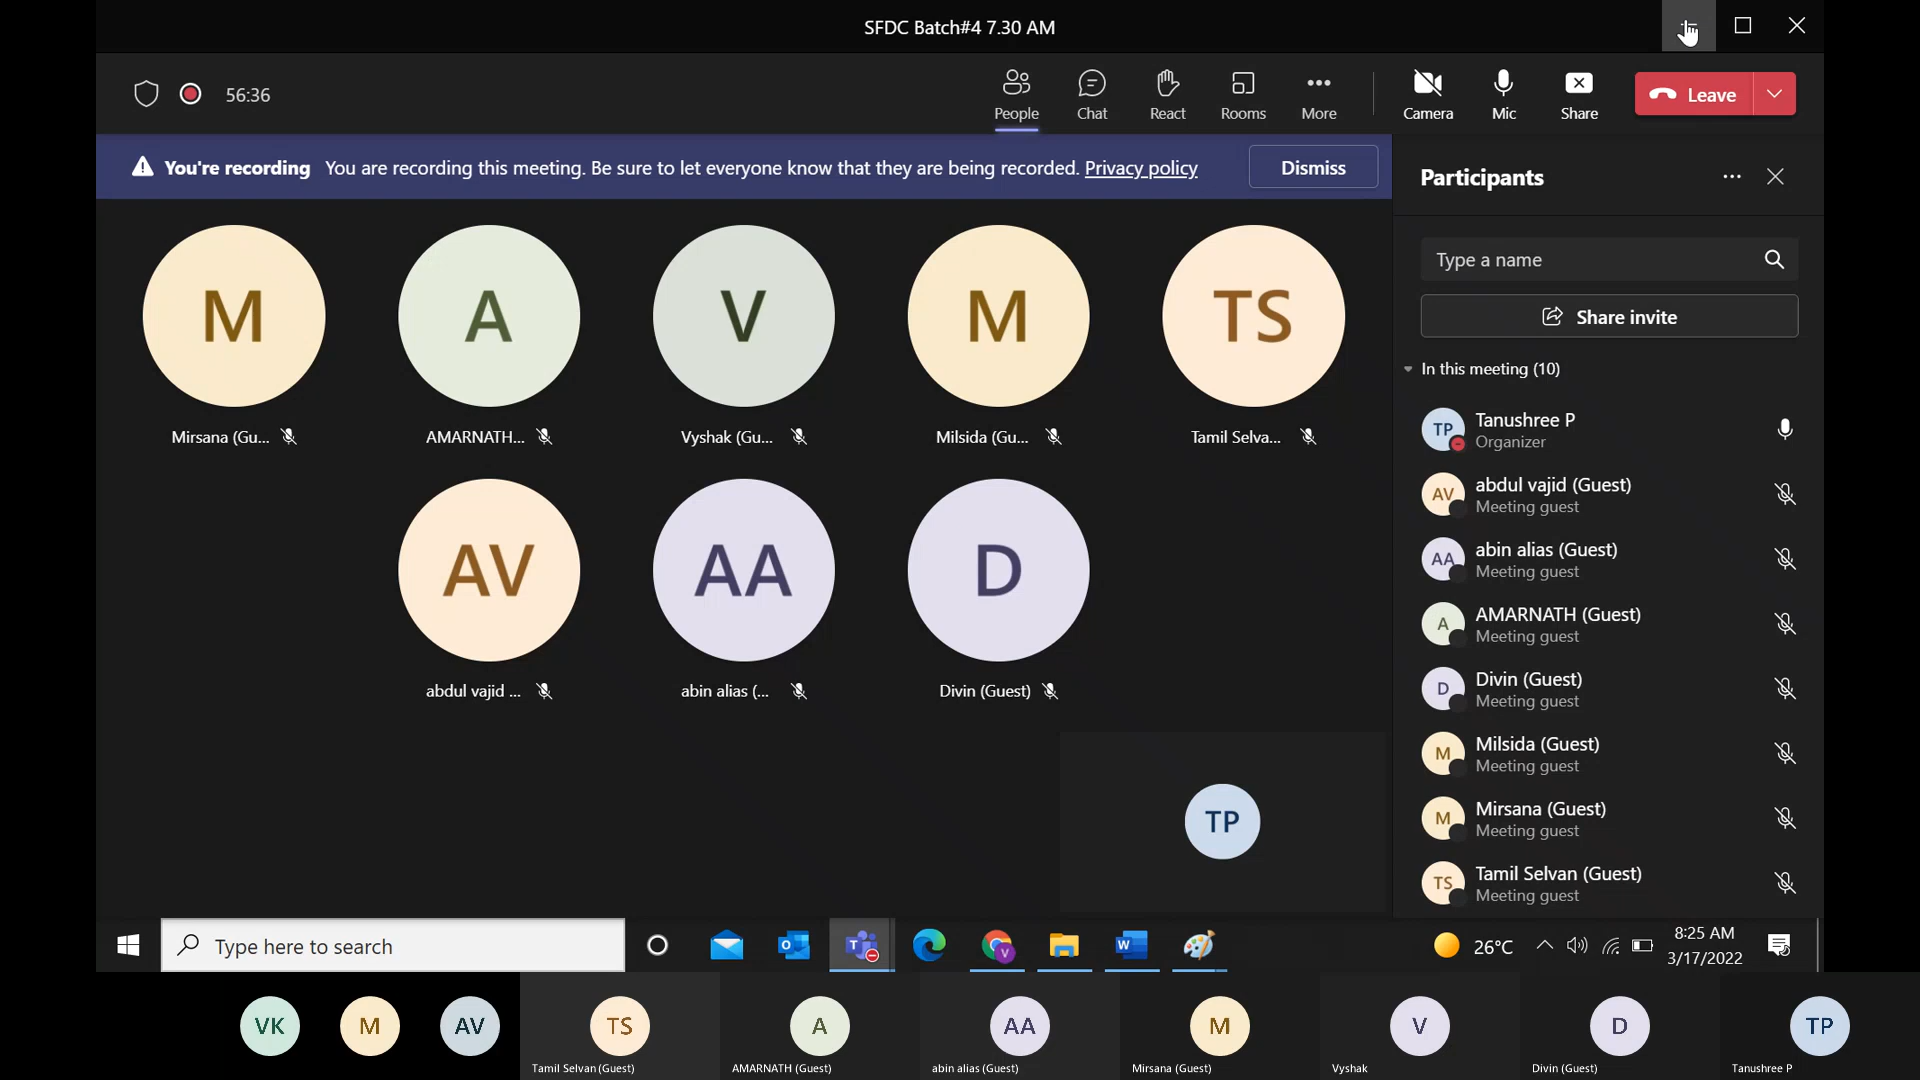 SFDC Batch#4 7.30 AM
56:36
People
Chat
React
Rooms
More
Camera
Mic
Share
Leave
You're recording You are recording this meeting. Be sure to let everyone know that they are being recorded. Privacy policy
Dismiss
Participants
Type a name
Share invite
In this meeting (10)
M
A
V
M
TS
Mirsana (Gu...
AMARNATH...
Vyshak (Gu...
Milsida (Gu...
Tamil Selva...
AV
AA
D
abdul vajid ...
abin alias (...
Divin (Guest)
TP
TP
Tanushree P
Organizer
AV
abdul vajid (Guest)
Meeting guest
AA
abin alias (Guest)
Meeting guest
A
AMARNATH (Guest)
Meeting guest
D
Divin (Guest)
Meeting guest
M
Milsida (Guest)
Meeting guest
M
Mirsana (Guest)
Meeting guest
TS
Tamil Selvan (Guest)
Meeting guest
Type here to search
26°C
8:25 AM
3/17/2022
VK
M
AV
TS
A
AA
M
V
D
TP
Tamil Selvan (Guest)
AMARNATH (Guest)
abin alias (Guest)
Mirsana (Guest)
Vyshak
Divin (Guest)
Tanushree P